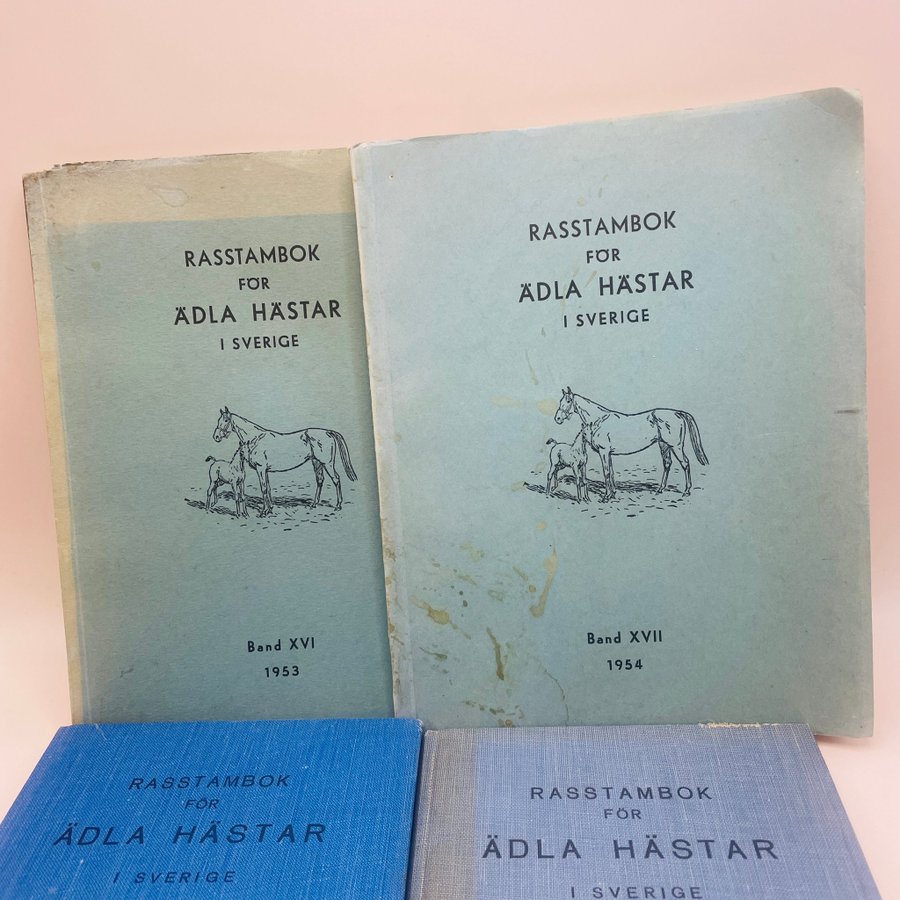 RASSTAMBOK
FÖR
ÄDLA HÄSTAR
I SVERIGE
Band XVI
1953
RASSTAMBOK
FÖR
ÄDLA HÄSTAR
I SVERIGE
Band XVII
1954
RASSTAMBOK
FÖR
ÄDLA HÄSTAR
I SVERIGE
RASSTAMBOK
FÖR
ÄDLA HÄSTAR
I SVERIGE